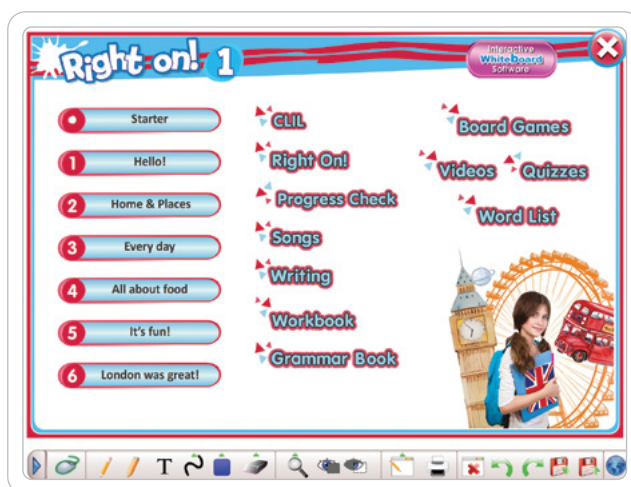 Right on! 1
Interactive
WhiteBoard
Software
Starter
1 Hello!
2 Home & Places
3 Every day
4 All about food
5 It's fun!
6 London was great!
CLIL
Right On!
Progress Check
Songs
Writing
Workbook
Grammar Book
Board Games
Videos
Quizzes
Word List
T